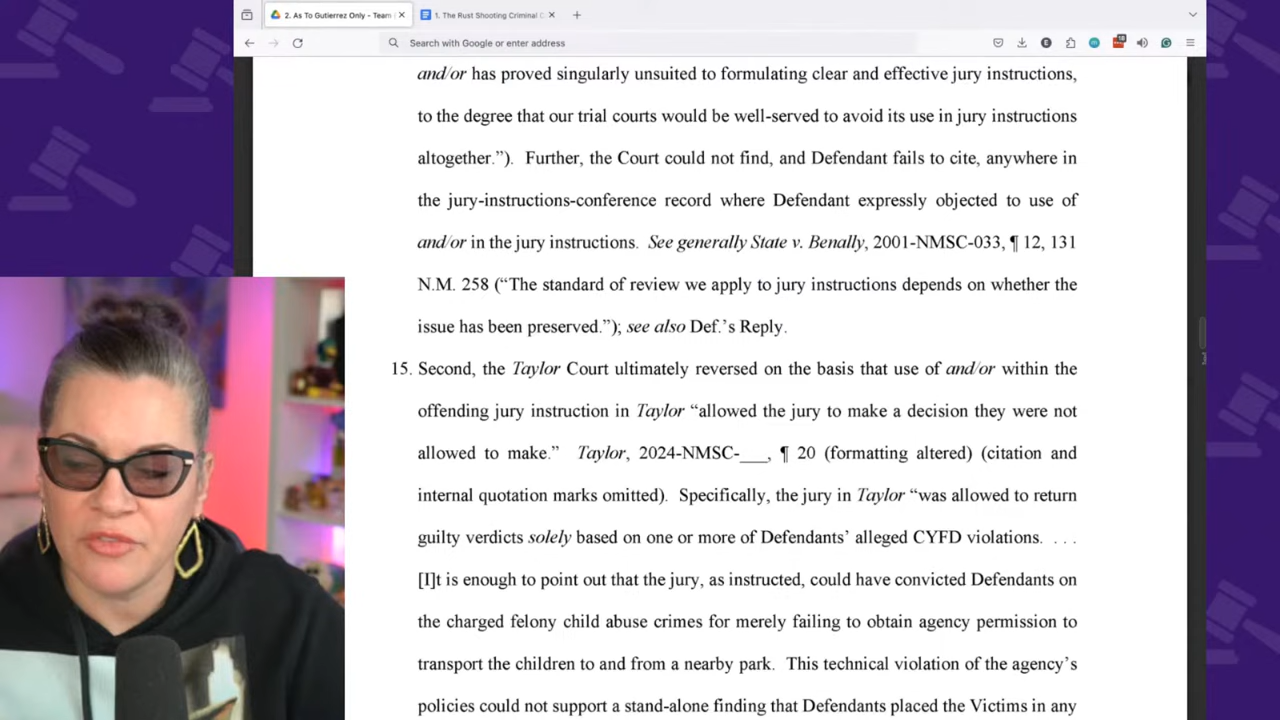 2. As To Gutierrez Only - Team
1. The Rust Shooting Criminal C
Search with Google or enter address
and/or has proved singularly unsuited to formulating clear and effective jury instructions,
to the degree that our trial courts would be well-served to avoid its use in jury instructions
altogether.”). Further, the Court could not find, and Defendant fails to cite, anywhere in
the jury-instructions-conference record where Defendant expressly objected to use of
and/or in the jury instructions. See generally State v. Benally, 2001-NMSC-033, ¶ 12, 131
N.M. 258 (“The standard of review we apply to jury instructions depends on whether the
issue has been preserved.”); see also Def.’s Reply.
15. Second, the Taylor Court ultimately reversed on the basis that use of and/or within the
offending jury instruction in Taylor “allowed the jury to make a decision they were not
allowed to make.” Taylor, 2024-NMSC-___, ¶ 20 (formatting altered) (citation and
internal quotation marks omitted). Specifically, the jury in Taylor “was allowed to return
guilty verdicts solely based on one or more of Defendants’ alleged CYFD violations. . . .
[I]t is enough to point out that the jury, as instructed, could have convicted Defendants on
the charged felony child abuse crimes for merely failing to obtain agency permission to
transport the children to and from a nearby park. This technical violation of the agency’s
policies could not support a stand-alone finding that Defendants placed the Victims in any